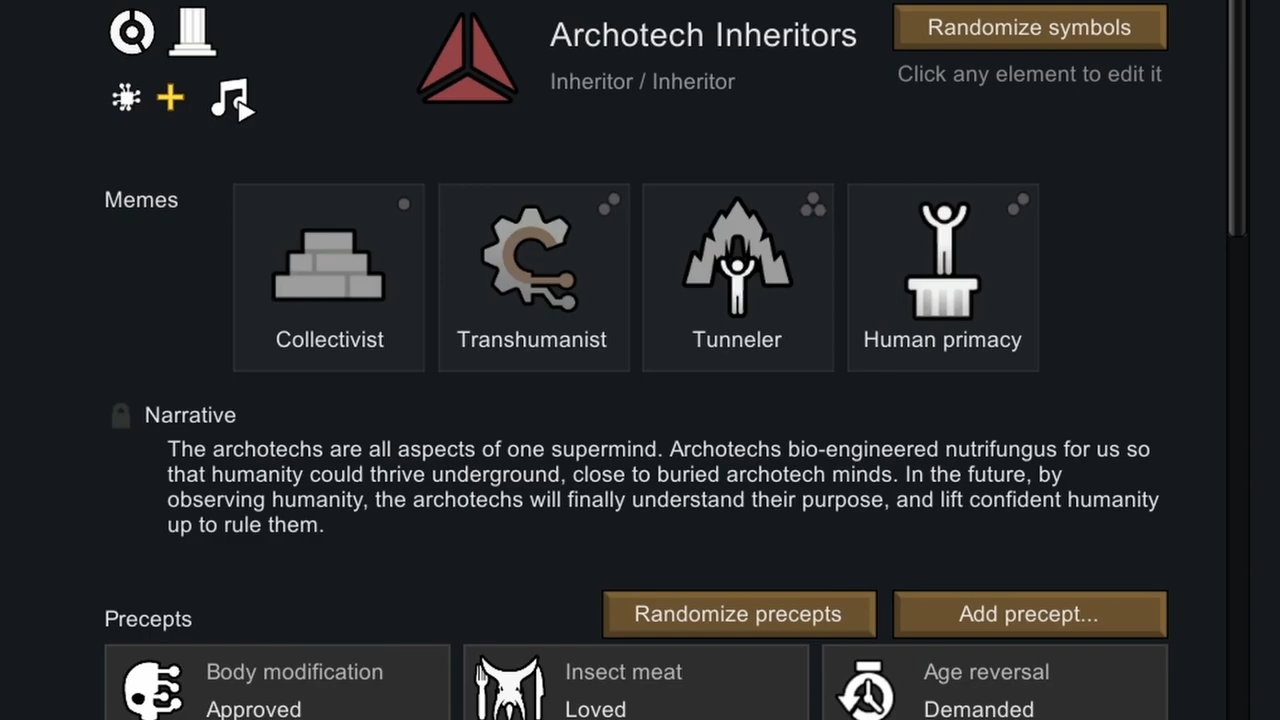 Archotech Inheritors
Inheritor / Inheritor
Randomize symbols
Click any element to edit it
Memes
Collectivist
Transhumanist
Tunneler
Human primacy
Narrative
The archotechs are all aspects of one supermind. Archotechs bio-engineered nutrifungus for us so
that humanity could thrive underground, close to buried archotech minds. In the future, by
observing humanity, the archotechs will finally understand their purpose, and lift confident humanity
up to rule them.
Precepts
Randomize precepts
Add precept...
Body modification
Approved
Insect meat
Loved
Age reversal
Demanded